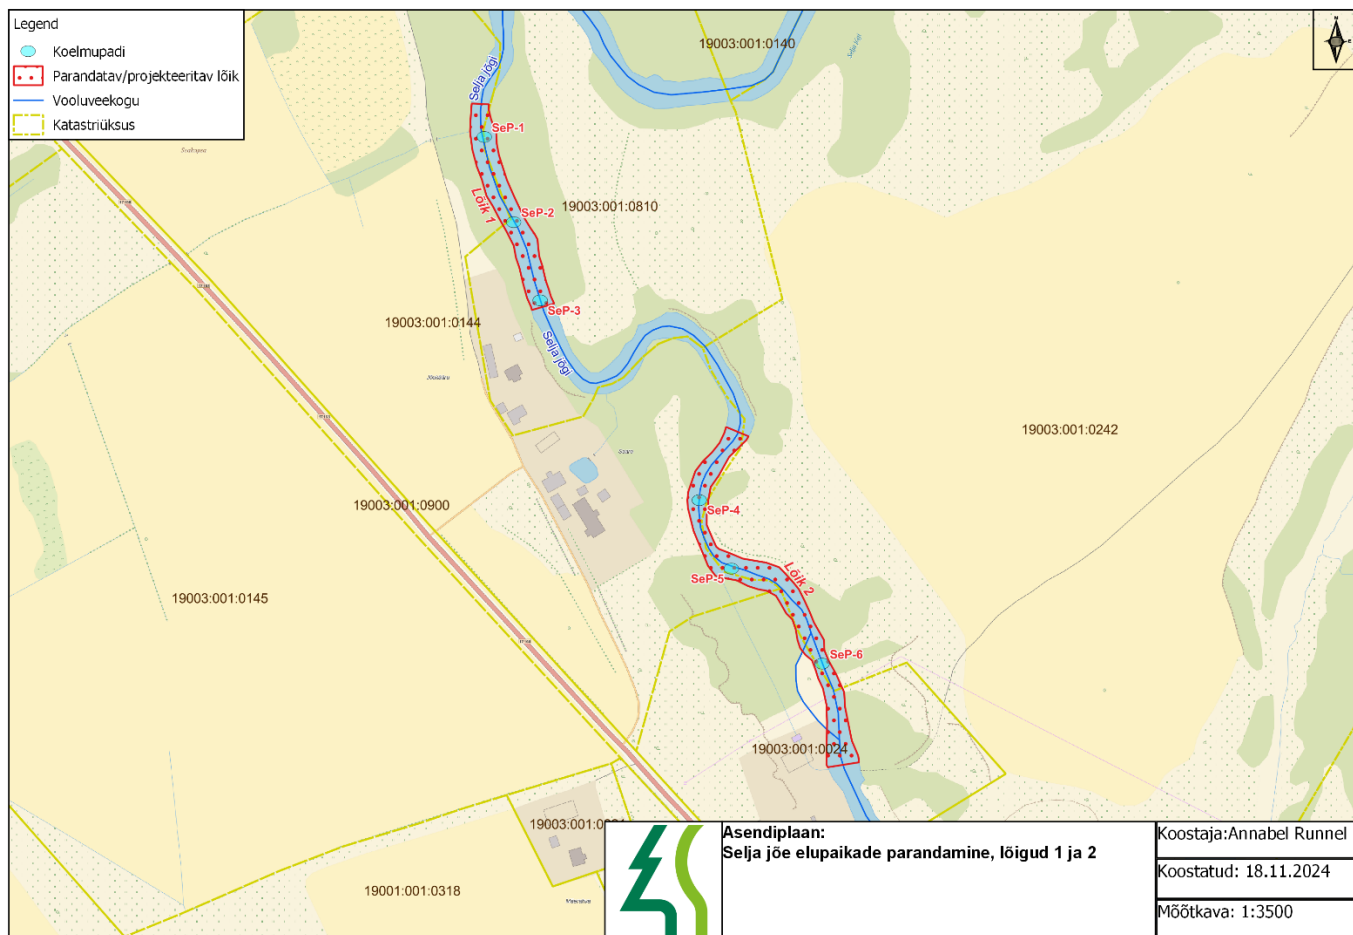 Legend
Koelmupadi
Parandatav/projekteeritav lõik
Vooluveekogu
Katastriüksus
19003:001:0140
Selja jõgi
Selja jõgi
SeP-1
Lõik 1
SeP-2
19003:001:0810
SeP-3
19003:001:0144
Selja jõgi
19003:001:0242
Saare
SeP-4
19003:001:0900
SeP-5
Lõik 2
19003:001:0145
SeP-6
19003:001:0024
19001:001:0318
Asendiplaan:
Selja jõe elupaikade parandamine, lõigud 1 ja 2
Koostaja:Annabel Runnel
Koostatud: 18.11.2024
Mõõtkava: 1:3500
N